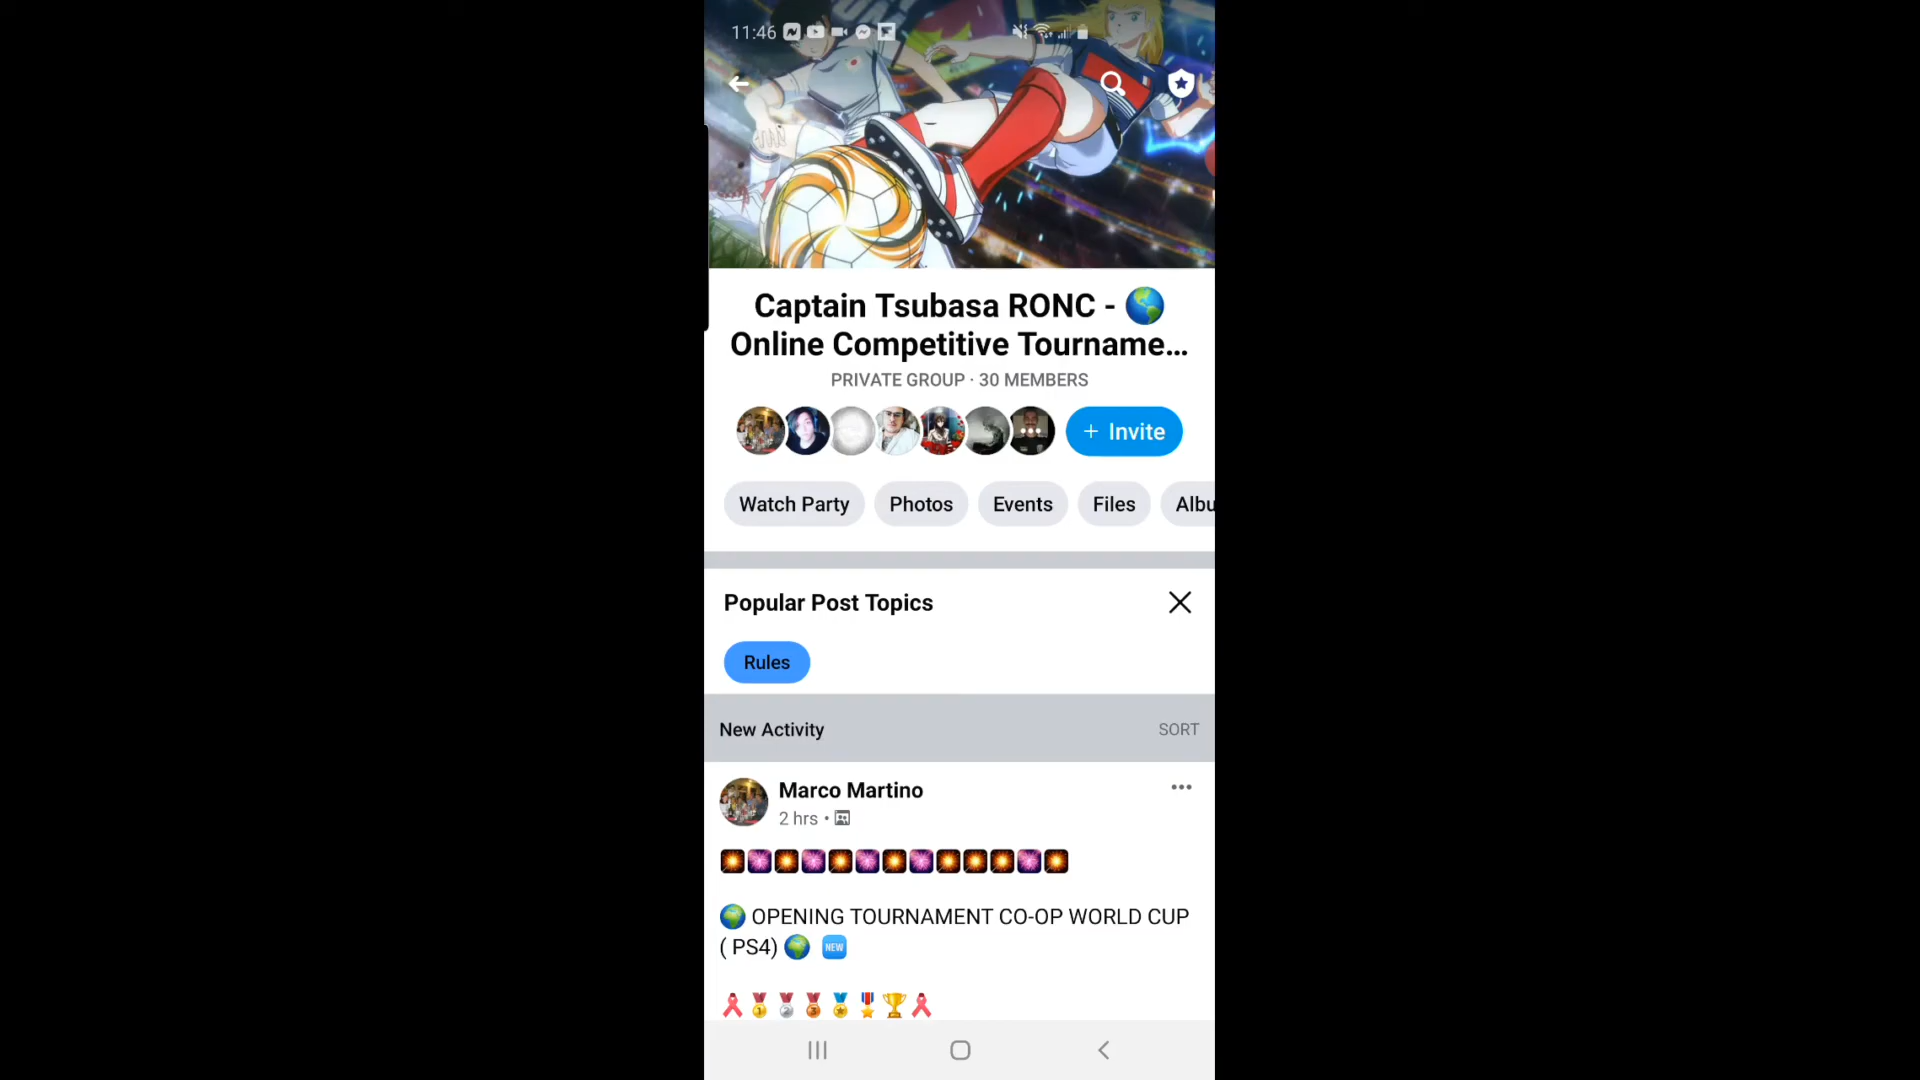 11:46
Captain Tsubasa RONC - 🌎
Online Competitive Tourname...
PRIVATE GROUP · 30 MEMBERS
+ Invite
Watch Party
Photos
Events
Files
Albu
Popular Post Topics
Rules
New Activity
SORT
Marco Martino
2 hrs •
🎇🎆🎇🎆🎇🎆🎇🎆🎇🎇🎇🎆🎇
🌍 OPENING TOURNAMENT CO-OP WORLD CUP
( PS4) 🌍 🆕
🎗🥇🥈🥉🏅🎖🏆🎗